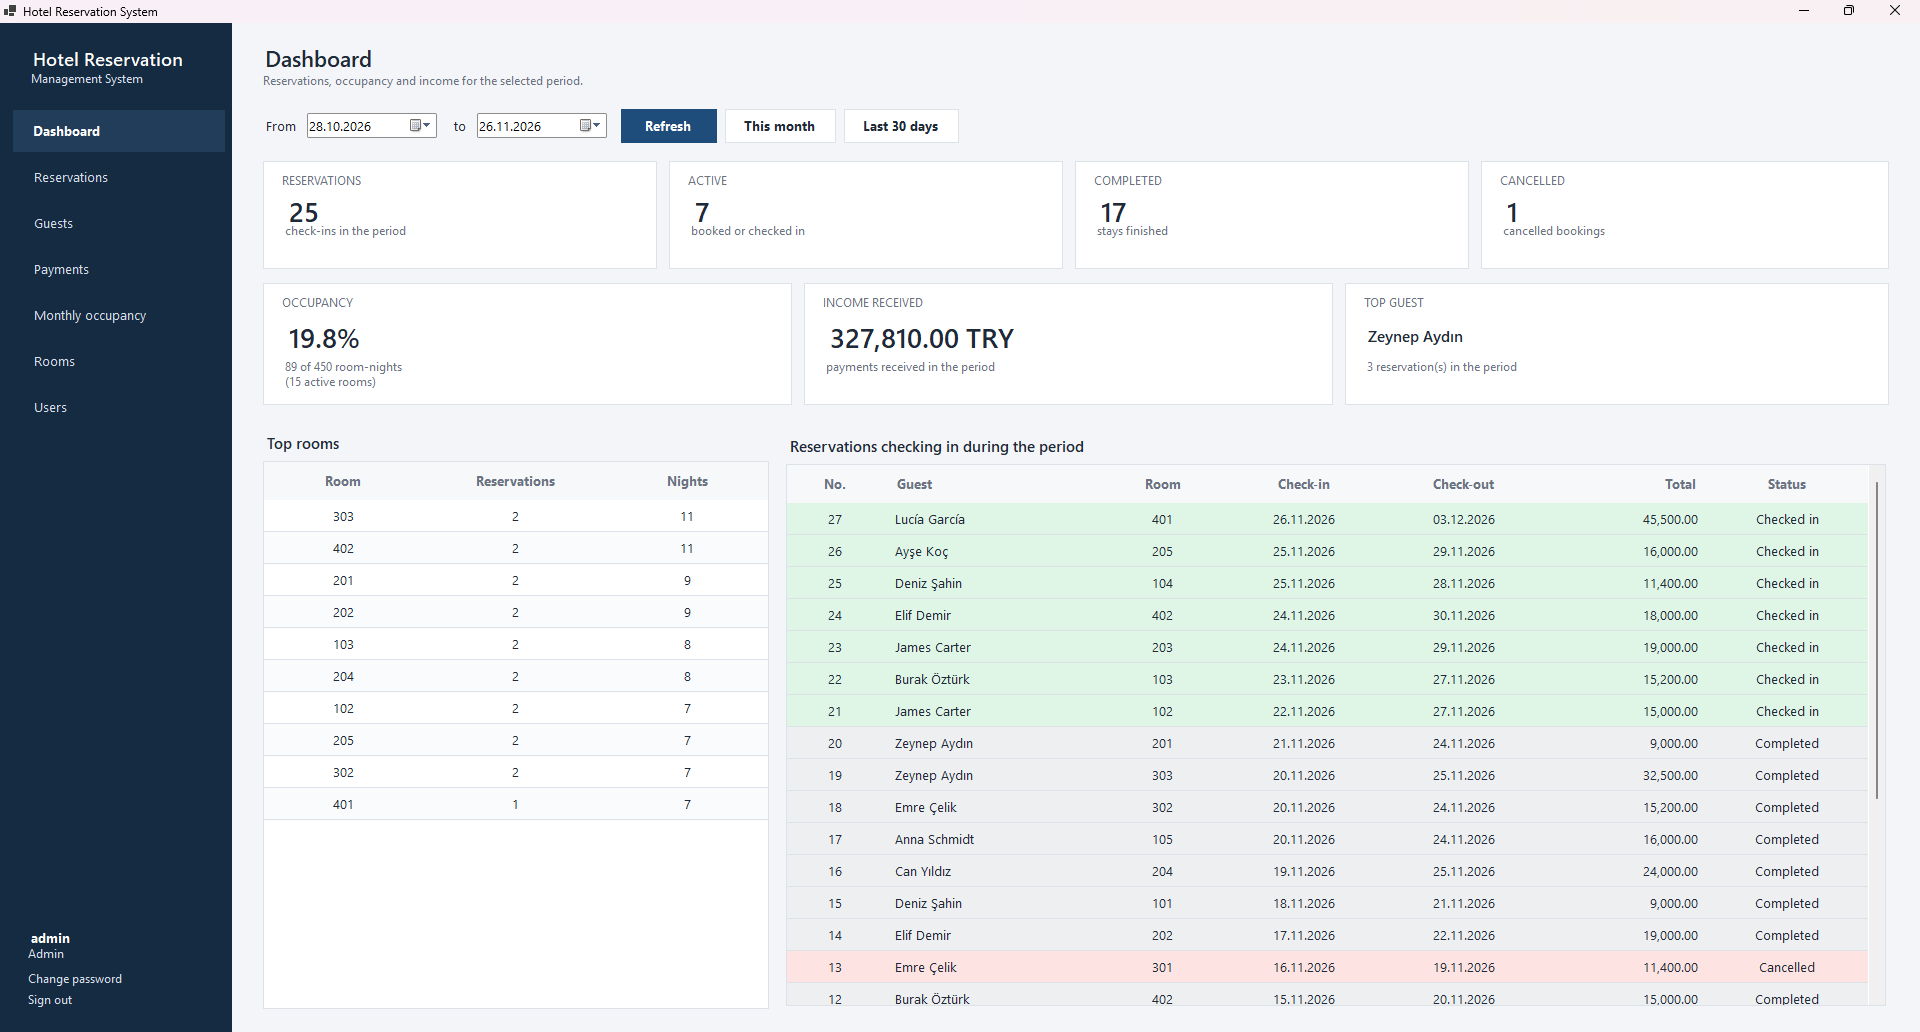 Hotel Reservation System
Hotel Reservation
Management System
Dashboard
Reservations
Guests
Payments
Monthly occupancy
Rooms
Users
admin
Admin
Change password
Sign out
Dashboard
Reservations, occupancy and income for the selected period.
From 28.10.2026 to 26.11.2026 Refresh This month Last 30 days
RESERVATIONS
25
check-ins in the period
ACTIVE
7
booked or checked in
COMPLETED
17
stays finished
CANCELLED
1
cancelled bookings
OCCUPANCY
19.8%
89 of 450 room-nights
(15 active rooms)
INCOME RECEIVED
327,810.00 TRY
payments received in the period
TOP GUEST
Zeynep Aydın
3 reservation(s) in the period
Top rooms
Room Reservations Nights
303 2 11
402 2 11
201 2 9
202 2 9
103 2 8
204 2 8
102 2 7
205 2 7
302 2 7
401 1 7
Reservations checking in during the period
No. Guest Room Check-in Check-out Total Status
27 Lucía García 401 26.11.2026 03.12.2026 45,500.00 Checked in
26 Ayşe Koç 205 25.11.2026 29.11.2026 16,000.00 Checked in
25 Deniz Şahin 104 25.11.2026 28.11.2026 11,400.00 Checked in
24 Elif Demir 402 24.11.2026 30.11.2026 18,000.00 Checked in
23 James Carter 203 24.11.2026 29.11.2026 19,000.00 Checked in
22 Burak Öztürk 103 23.11.2026 27.11.2026 15,200.00 Checked in
21 James Carter 102 22.11.2026 27.11.2026 15,000.00 Checked in
20 Zeynep Aydın 201 21.11.2026 24.11.2026 9,000.00 Completed
19 Zeynep Aydın 303 20.11.2026 25.11.2026 32,500.00 Completed
18 Emre Çelik 302 20.11.2026 24.11.2026 15,200.00 Completed
17 Anna Schmidt 105 20.11.2026 24.11.2026 16,000.00 Completed
16 Can Yıldız 204 19.11.2026 25.11.2026 24,000.00 Completed
15 Deniz Şahin 101 18.11.2026 21.11.2026 9,000.00 Completed
14 Elif Demir 202 17.11.2026 22.11.2026 19,000.00 Completed
13 Emre Çelik 301 16.11.2026 19.11.2026 11,400.00 Cancelled
12 Burak Öztürk 402 15.11.2026 20.11.2026 15,000.00 Completed